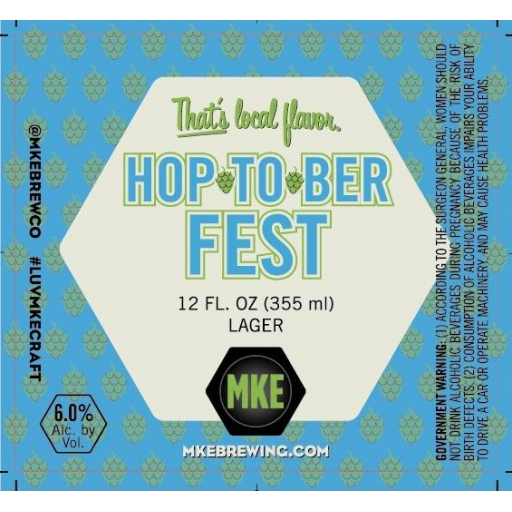 That's local flavor.
HOP TO BER
FEST
12 FL. OZ (355 ml)
LAGER
MKE
MKEBREWING.COM
@MKEBREWCO #LUVMKECRAFT
6.0%
Alc. by
Vol.
GOVERNMENT WARNING: (1) ACCORDING TO THE SURGEON GENERAL, WOMEN SHOULD
NOT DRINK ALCOHOLIC BEVERAGES DURING PREGNANCY BECAUSE OF THE RISK OF
BIRTH DEFECTS. (2) CONSUMPTION OF ALCOHOLIC BEVERAGES IMPAIRS YOUR ABILITY
TO DRIVE A CAR OR OPERATE MACHINERY, AND MAY CAUSE HEALTH PROBLEMS.